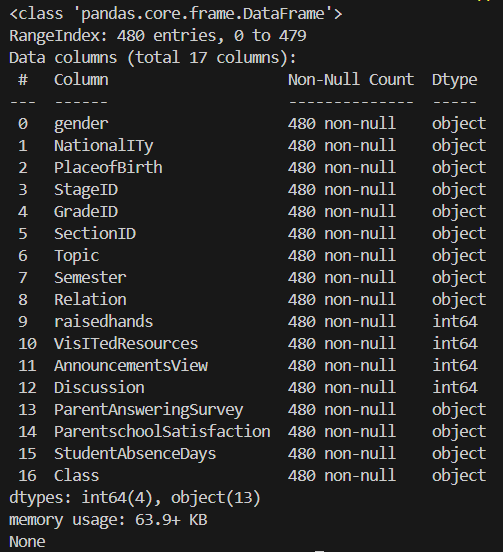 <class 'pandas.core.frame.DataFrame'>
RangeIndex: 480 entries, 0 to 479
Data columns (total 17 columns):
 #   Column                    Non-Null Count  Dtype
---  ------                    --------------  -----
 0   gender                    480 non-null    object
 1   NationalITy               480 non-null    object
 2   PlaceofBirth              480 non-null    object
 3   StageID                   480 non-null    object
 4   GradeID                   480 non-null    object
 5   SectionID                 480 non-null    object
 6   Topic                     480 non-null    object
 7   Semester                  480 non-null    object
 8   Relation                  480 non-null    object
 9   raisedhands               480 non-null    int64
 10  VisITedResources          480 non-null    int64
 11  AnnouncementsView         480 non-null    int64
 12  Discussion                480 non-null    int64
 13  ParentAnsweringSurvey     480 non-null    object
 14  ParentschoolSatisfaction  480 non-null    object
 15  StudentAbsenceDays        480 non-null    object
 16  Class                     480 non-null    object
dtypes: int64(4), object(13)
memory usage: 63.9+ KB
None